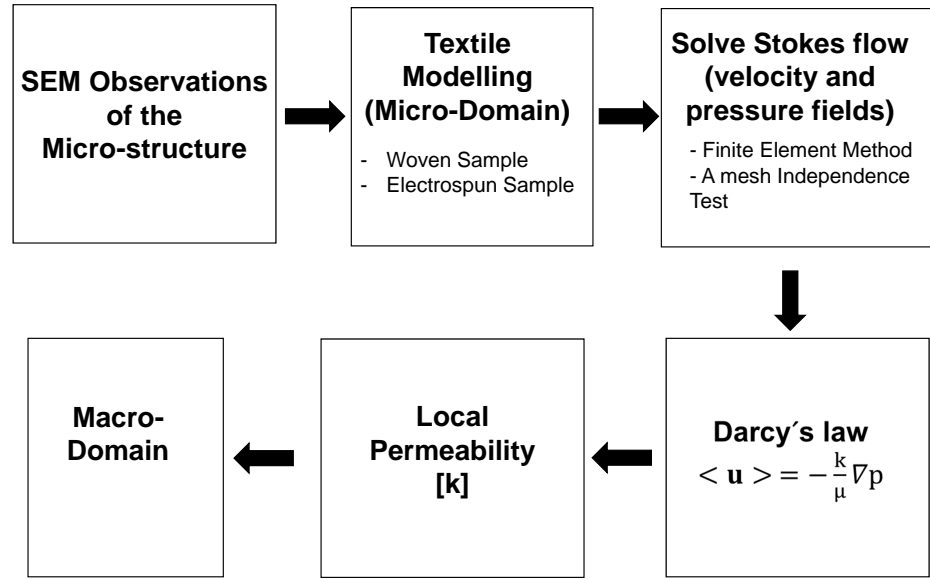 SEM Observations
of the
Micro-structure
Textile
Modelling
(Micro-Domain)
- Woven Sample
- Electrospun Sample
Solve Stokes flow
(velocity and
pressure fields)
- Finite Element Method
- A mesh Independence
Test
Macro-
Domain
Local
Permeability
[k]
Darcy´s law
< u > = − k/μ ∇p